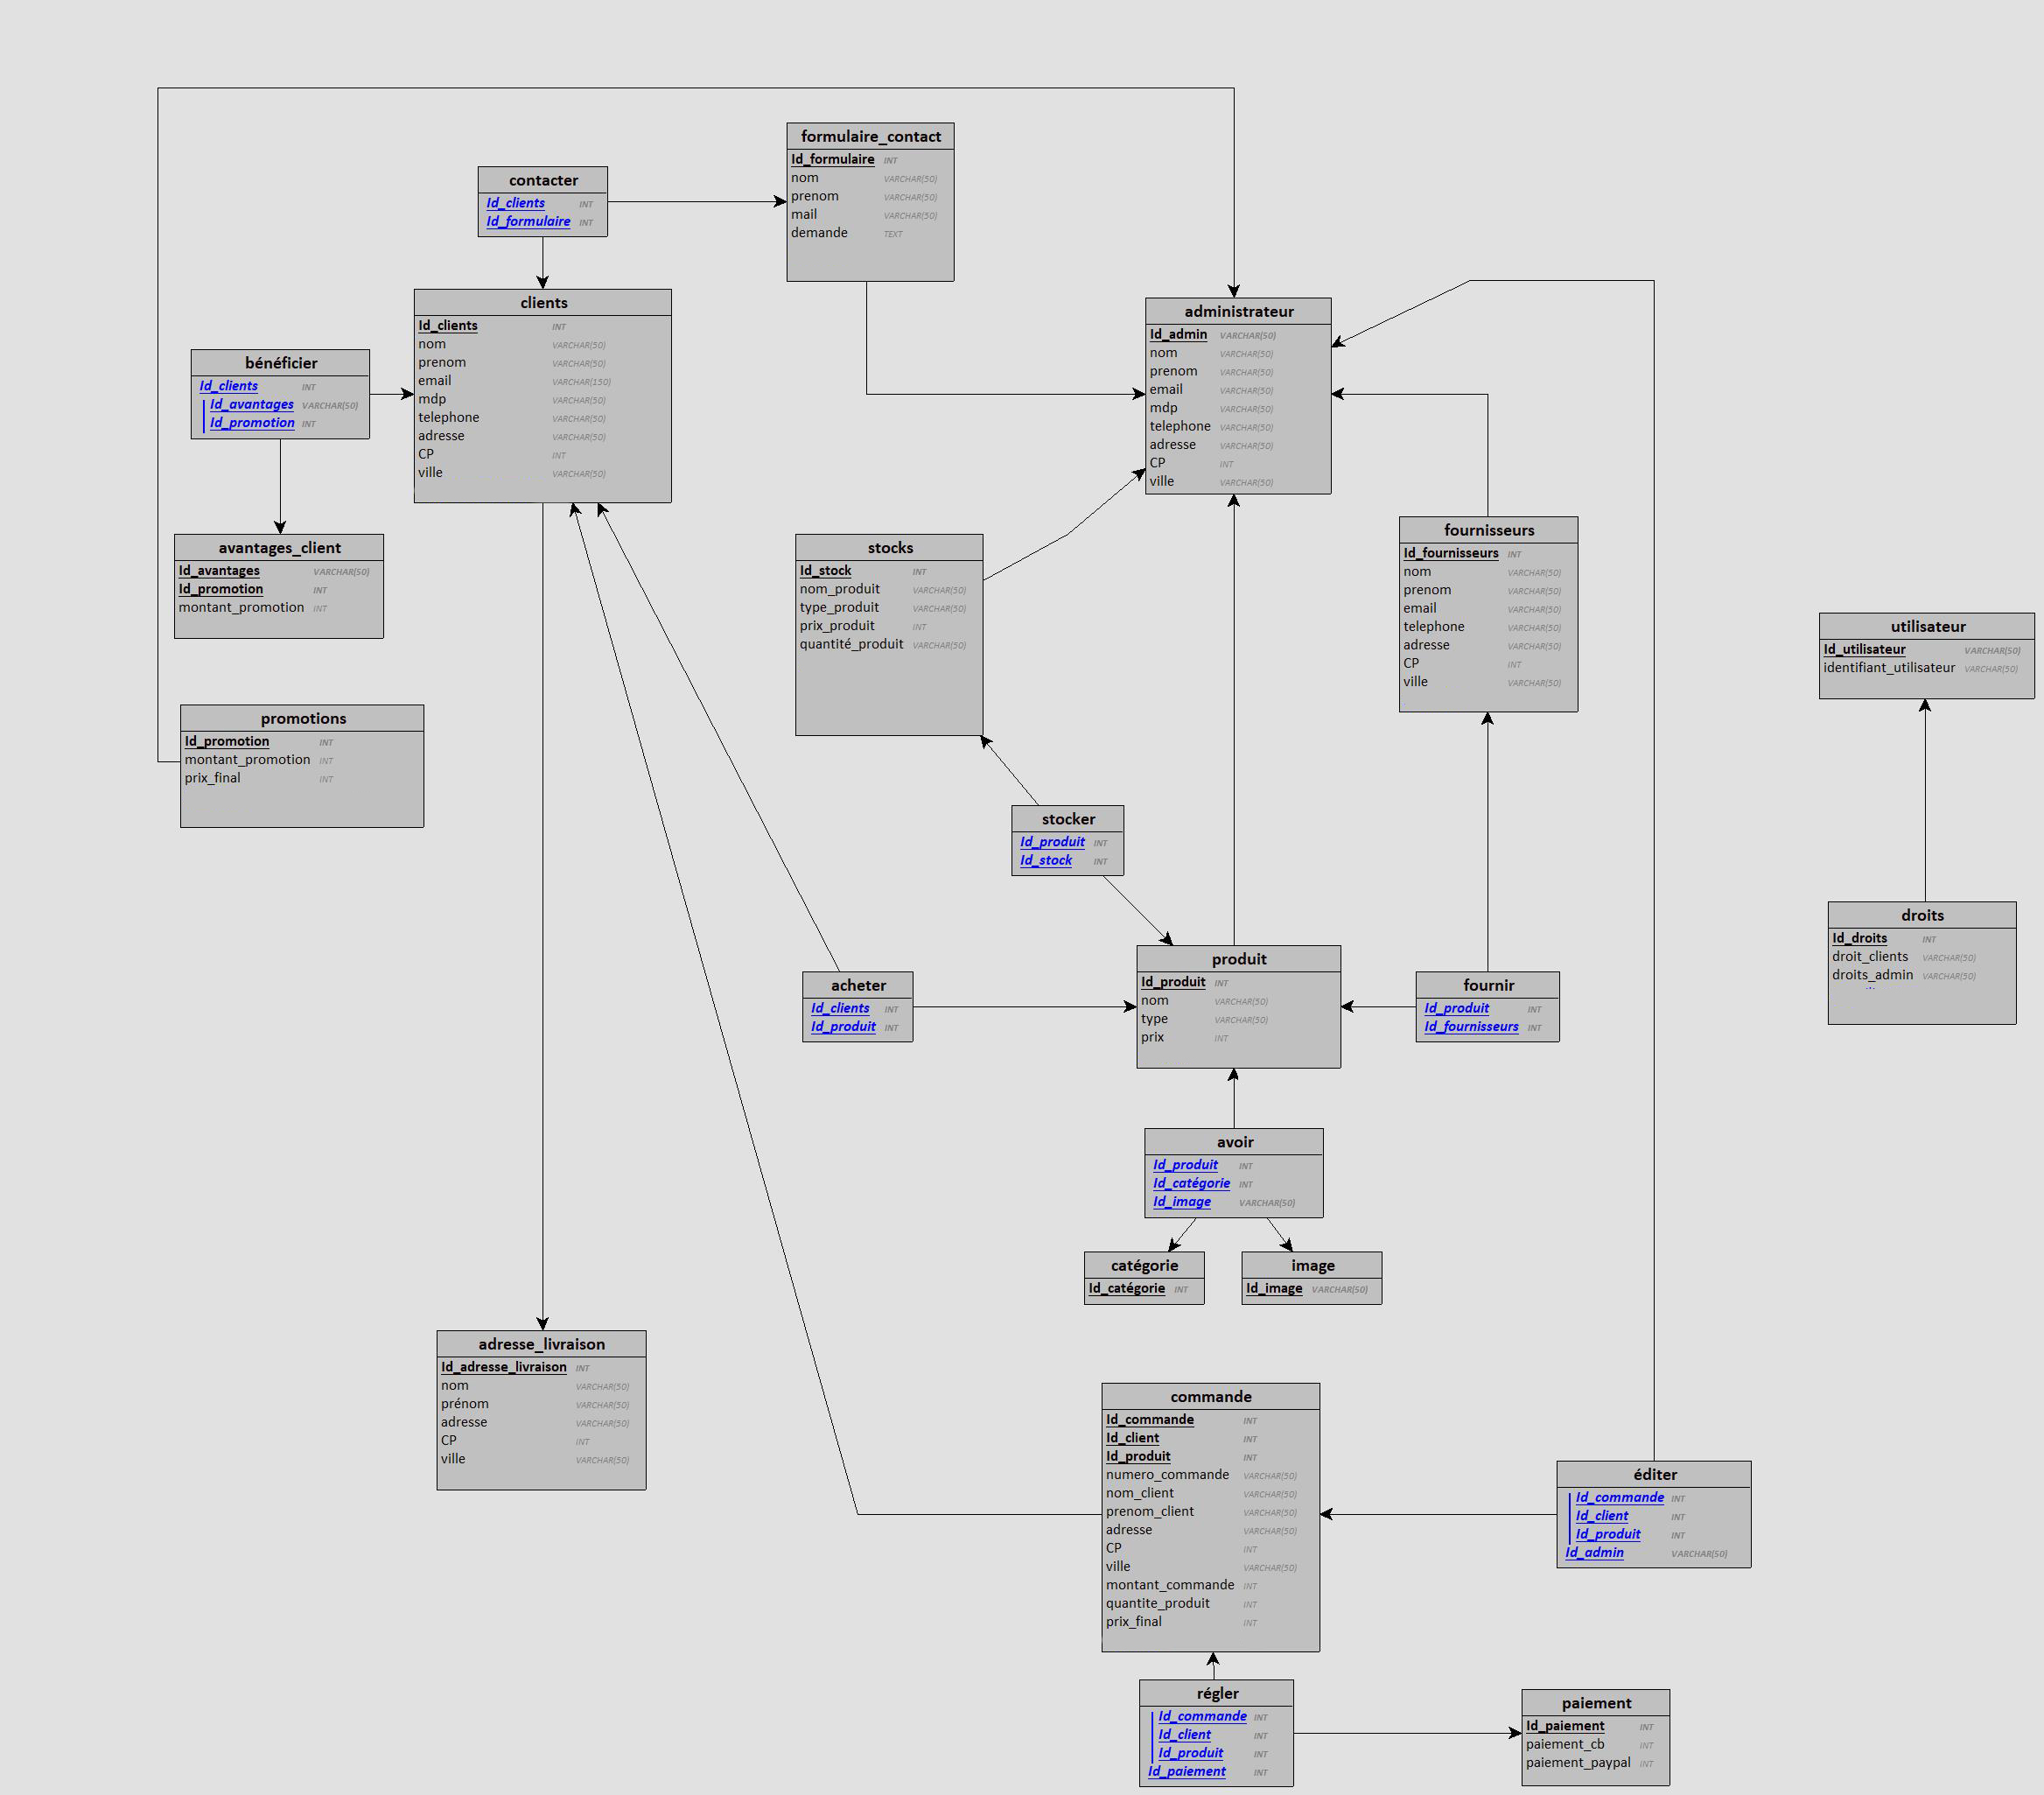 formulaire_contact
Id_formulaire INT
nom VARCHAR(50)
prenom VARCHAR(50)
mail VARCHAR(50)
demande TEXT
contacter
Id_clients INT
Id_formulaire INT
clients
Id_clients INT
nom VARCHAR(50)
prenom VARCHAR(50)
email VARCHAR(150)
mdp VARCHAR(50)
telephone VARCHAR(50)
adresse VARCHAR(50)
CP INT
ville VARCHAR(50)
administrateur
Id_admin VARCHAR(50)
nom VARCHAR(50)
prenom VARCHAR(50)
email VARCHAR(50)
mdp VARCHAR(50)
telephone VARCHAR(50)
adresse VARCHAR(50)
CP INT
ville VARCHAR(50)
bénéficier
Id_clients INT
Id_avantages VARCHAR(50)
Id_promotion INT
avantages_client
Id_avantages VARCHAR(50)
Id_promotion INT
montant_promotion INT
stocks
Id_stock INT
nom_produit VARCHAR(50)
type_produit VARCHAR(50)
prix_produit INT
quantité_produit VARCHAR(50)
fournisseurs
Id_fournisseurs INT
nom VARCHAR(50)
prenom VARCHAR(50)
email VARCHAR(50)
telephone VARCHAR(50)
adresse VARCHAR(50)
CP INT
ville VARCHAR(50)
utilisateur
Id_utilisateur VARCHAR(50)
identifiant_utilisateur VARCHAR(50)
promotions
Id_promotion INT
montant_promotion INT
prix_final INT
stocker
Id_produit INT
Id_stock INT
droits
Id_droits INT
droit_clients VARCHAR(50)
droits_admin VARCHAR(50)
acheter
Id_clients INT
Id_produit INT
produit
Id_produit INT
nom VARCHAR(50)
type VARCHAR(50)
prix INT
fournir
Id_produit INT
Id_fournisseurs INT
avoir
Id_produit INT
Id_catégorie INT
Id_image VARCHAR(50)
catégorie
Id_catégorie INT
image
Id_image VARCHAR(50)
adresse_livraison
Id_adresse_livraison INT
nom VARCHAR(50)
prénom VARCHAR(50)
adresse VARCHAR(50)
CP INT
ville VARCHAR(50)
commande
Id_commande INT
Id_client INT
Id_produit INT
numero_commande VARCHAR(50)
nom_client VARCHAR(50)
prenom_client VARCHAR(50)
adresse VARCHAR(50)
CP INT
ville VARCHAR(50)
montant_commande INT
quantite_produit INT
prix_final INT
éditer
Id_commande INT
Id_client INT
Id_produit INT
Id_admin VARCHAR(50)
régler
Id_commande INT
Id_client INT
Id_produit INT
Id_paiement INT
paiement
Id_paiement INT
paiement_cb INT
paiement_paypal INT